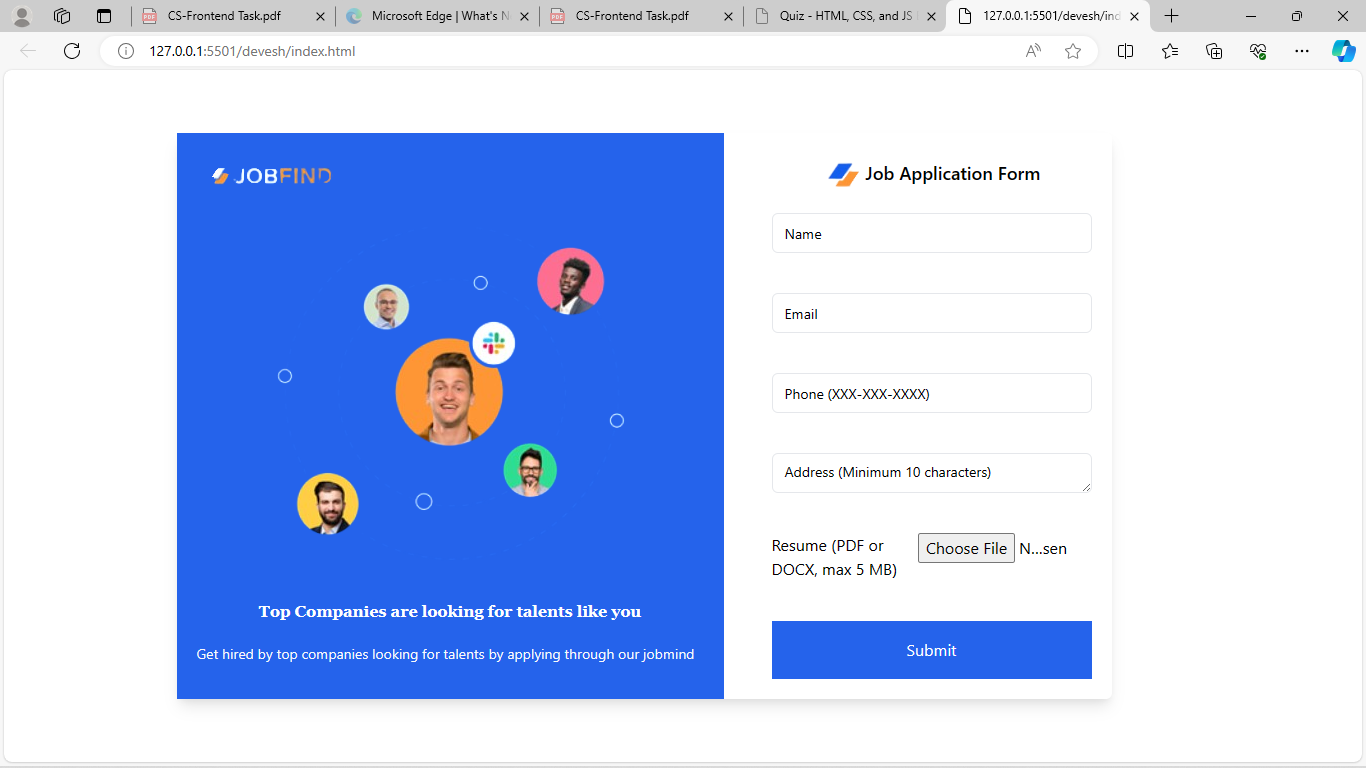 CS-Frontend Task.pdf
Microsoft Edge | What's N
CS-Frontend Task.pdf
Quiz - HTML, CSS, and JS
127.0.0.1:5501/devesh/ind
127.0.0.1:5501/devesh/index.html
JOBFIND
Top Companies are looking for talents like you
Get hired by top companies looking for talents by applying through our jobmind
Job Application Form
Name
Email
Phone (XXX-XXX-XXXX)
Address (Minimum 10 characters)
Resume (PDF or
DOCX, max 5 MB)
Choose File N...sen
Submit